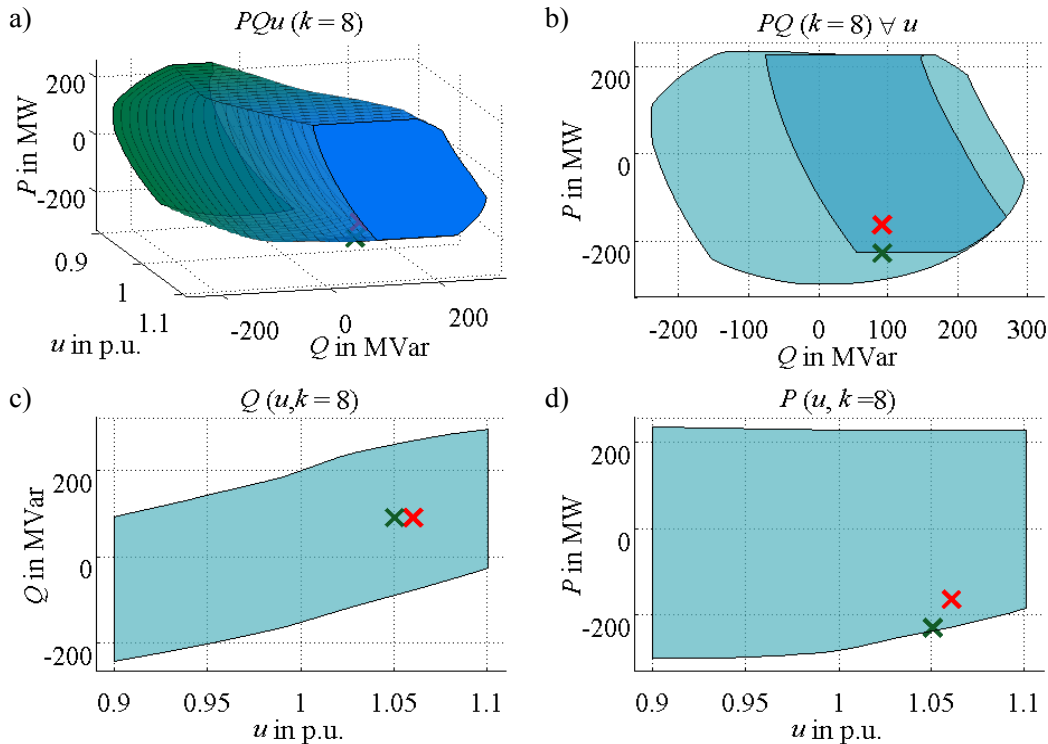 a)
PQu (k = 8)
P in MW
200
0
-200
0.9
1
1.1
u in p.u.
-200
0
200
Q in MVar
b)
PQ (k = 8) ∀ u
P in MW
200
0
-200
-200
-100
0
100
200
300
Q in MVar
c)
Q (u,k = 8)
Q in MVar
200
0
-200
0.9
0.95
1
1.05
1.1
u in p.u.
d)
P (u, k =8)
P in MW
200
0
-200
0.9
0.95
1
1.05
1.1
u in p.u.